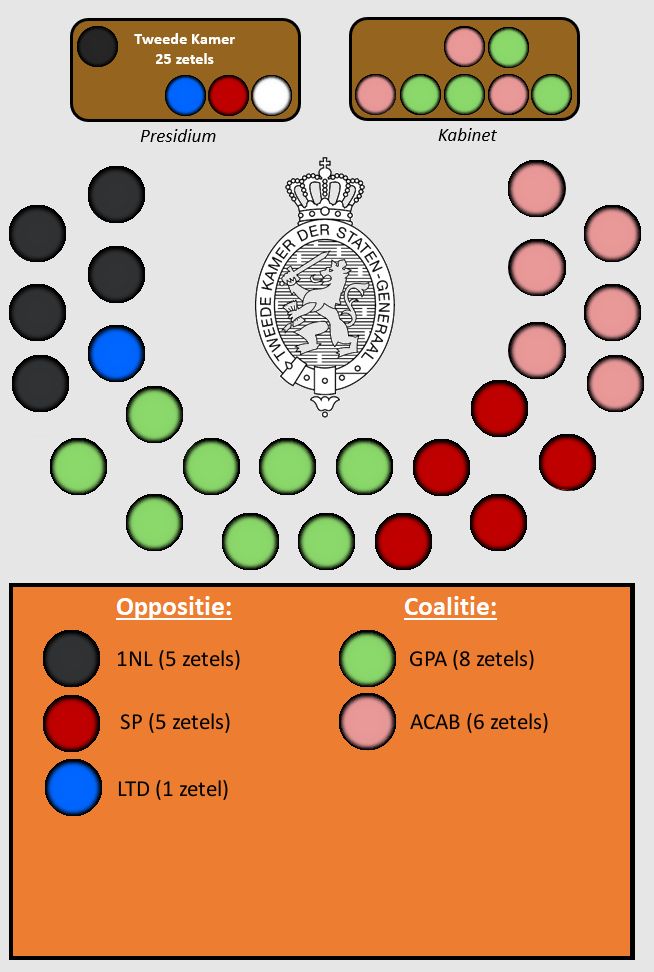 Tweede Kamer
25 zetels
Presidium
Kabinet
TWEEDE KAMER DER STATEN-GENERAAL
Oppositie:
Coalitie:
1NL (5 zetels)
GPA (8 zetels)
SP (5 zetels)
ACAB (6 zetels)
LTD (1 zetel)